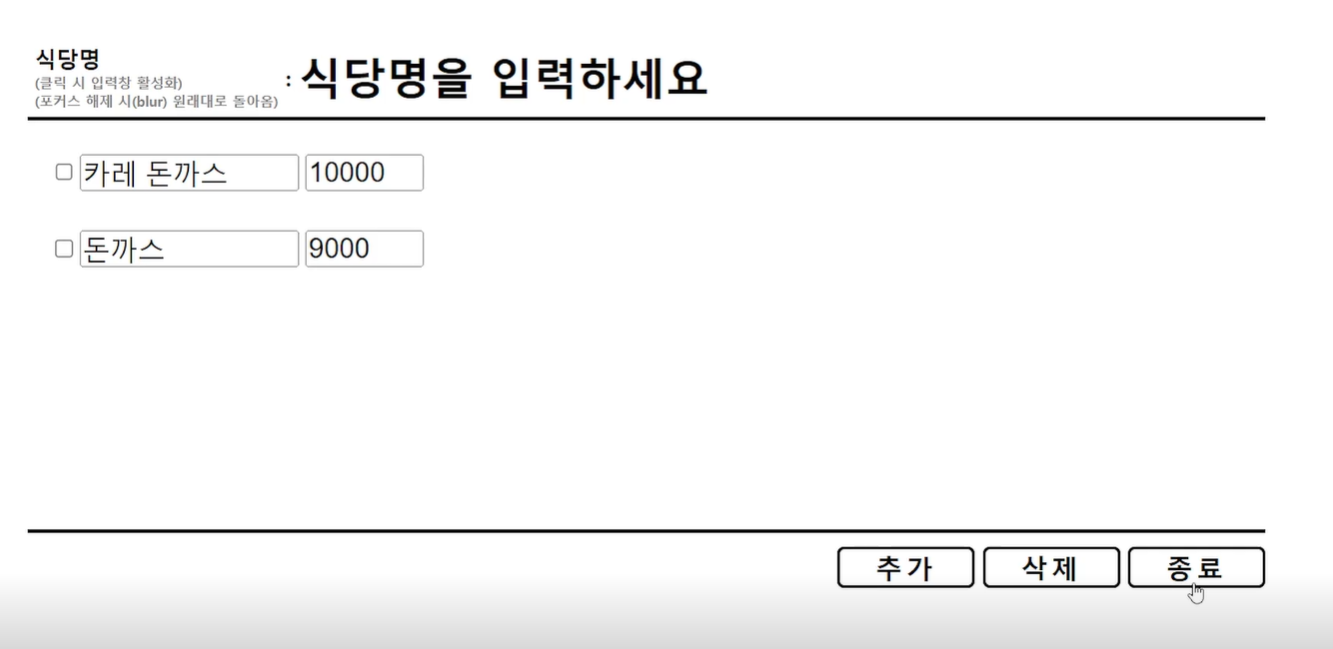 식당명
(클릭 시 입력창 활성화)
(포커스 해제 시(blur) 원래대로 돌아옴)
: 식당명을 입력하세요
카레 돈까스 10000
돈까스 9000
추가 삭제 종료